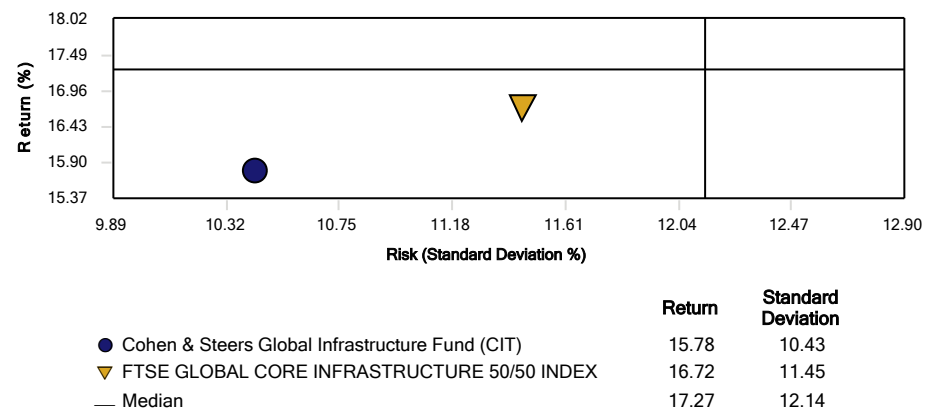 18.02
17.49
16.96
16.43
15.90
15.37
Return (%)
9.89 10.32 10.75 11.18 11.61 12.04 12.47 12.90
Risk (Standard Deviation %)
Return Standard Deviation
Cohen & Steers Global Infrastructure Fund (CIT) 15.78 10.43
FTSE GLOBAL CORE INFRASTRUCTURE 50/50 INDEX 16.72 11.45
Median 17.27 12.14